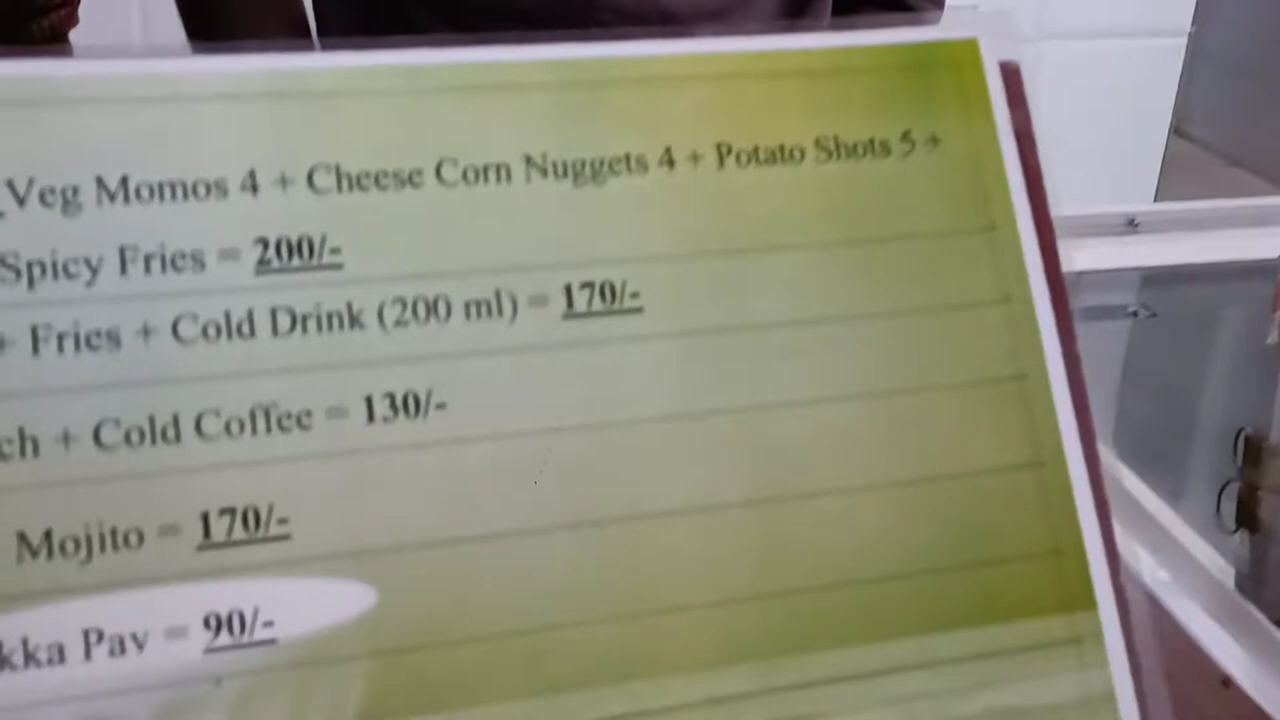 Veg Momos 4 + Cheese Corn Nuggets 4 + Potato Shots 5 +
Spicy Fries = 200/-
+ Fries + Cold Drink (200 ml) = 170/-
ch + Cold Coffee = 130/-
Mojito = 170/-
kka Pav = 90/-